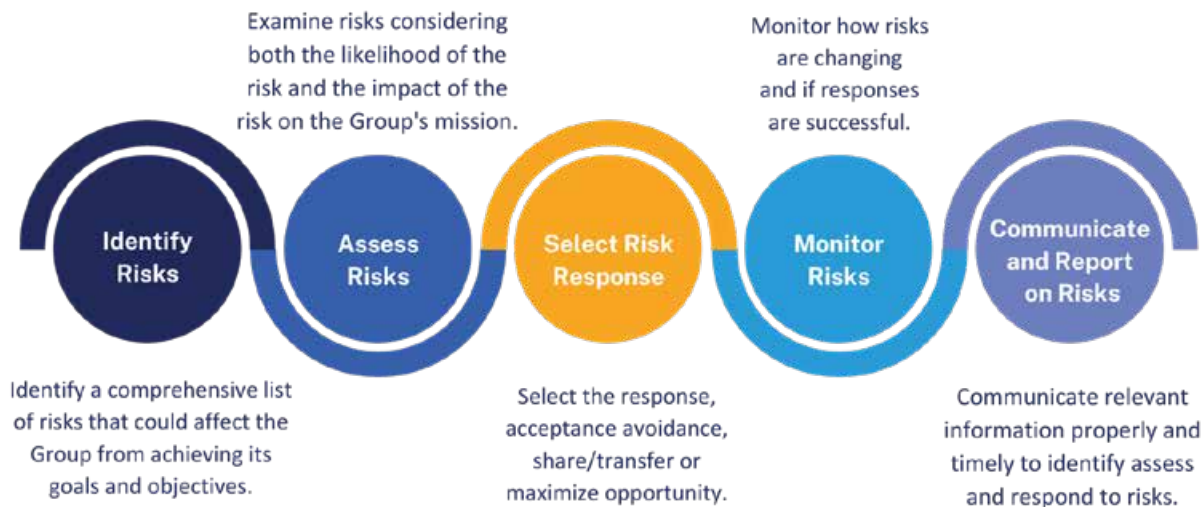 Examine risks considering
both the likelihood of the
risk and the impact of the
risk on the Group's mission.
Monitor how risks
are changing
and if responses
are successful.
Identify
Risks
Assess
Risks
Select Risk
Response
Monitor
Risks
Communicate
and Report
on Risks
Identify a comprehensive list
of risks that could affect the
Group from achieving its
goals and objectives.
Select the response,
acceptance avoidance,
share/transfer or
maximize opportunity.
Communicate relevant
information properly and
timely to identify assess
and respond to risks.